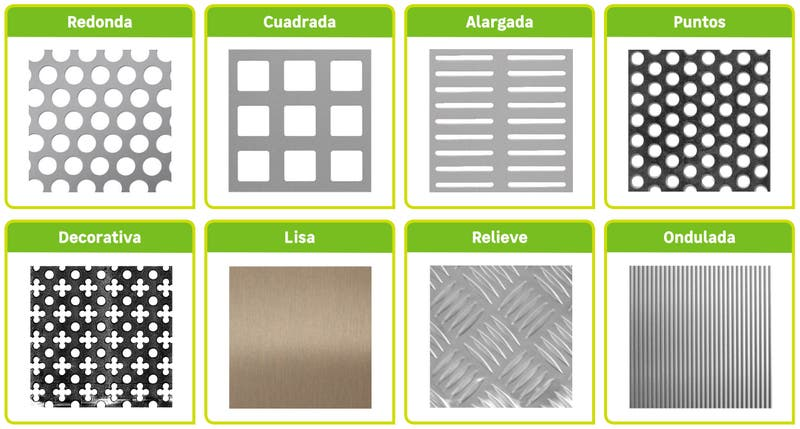 Redonda
Cuadrada
Alargada
Puntos
Decorativa
Lisa
Relieve
Ondulada